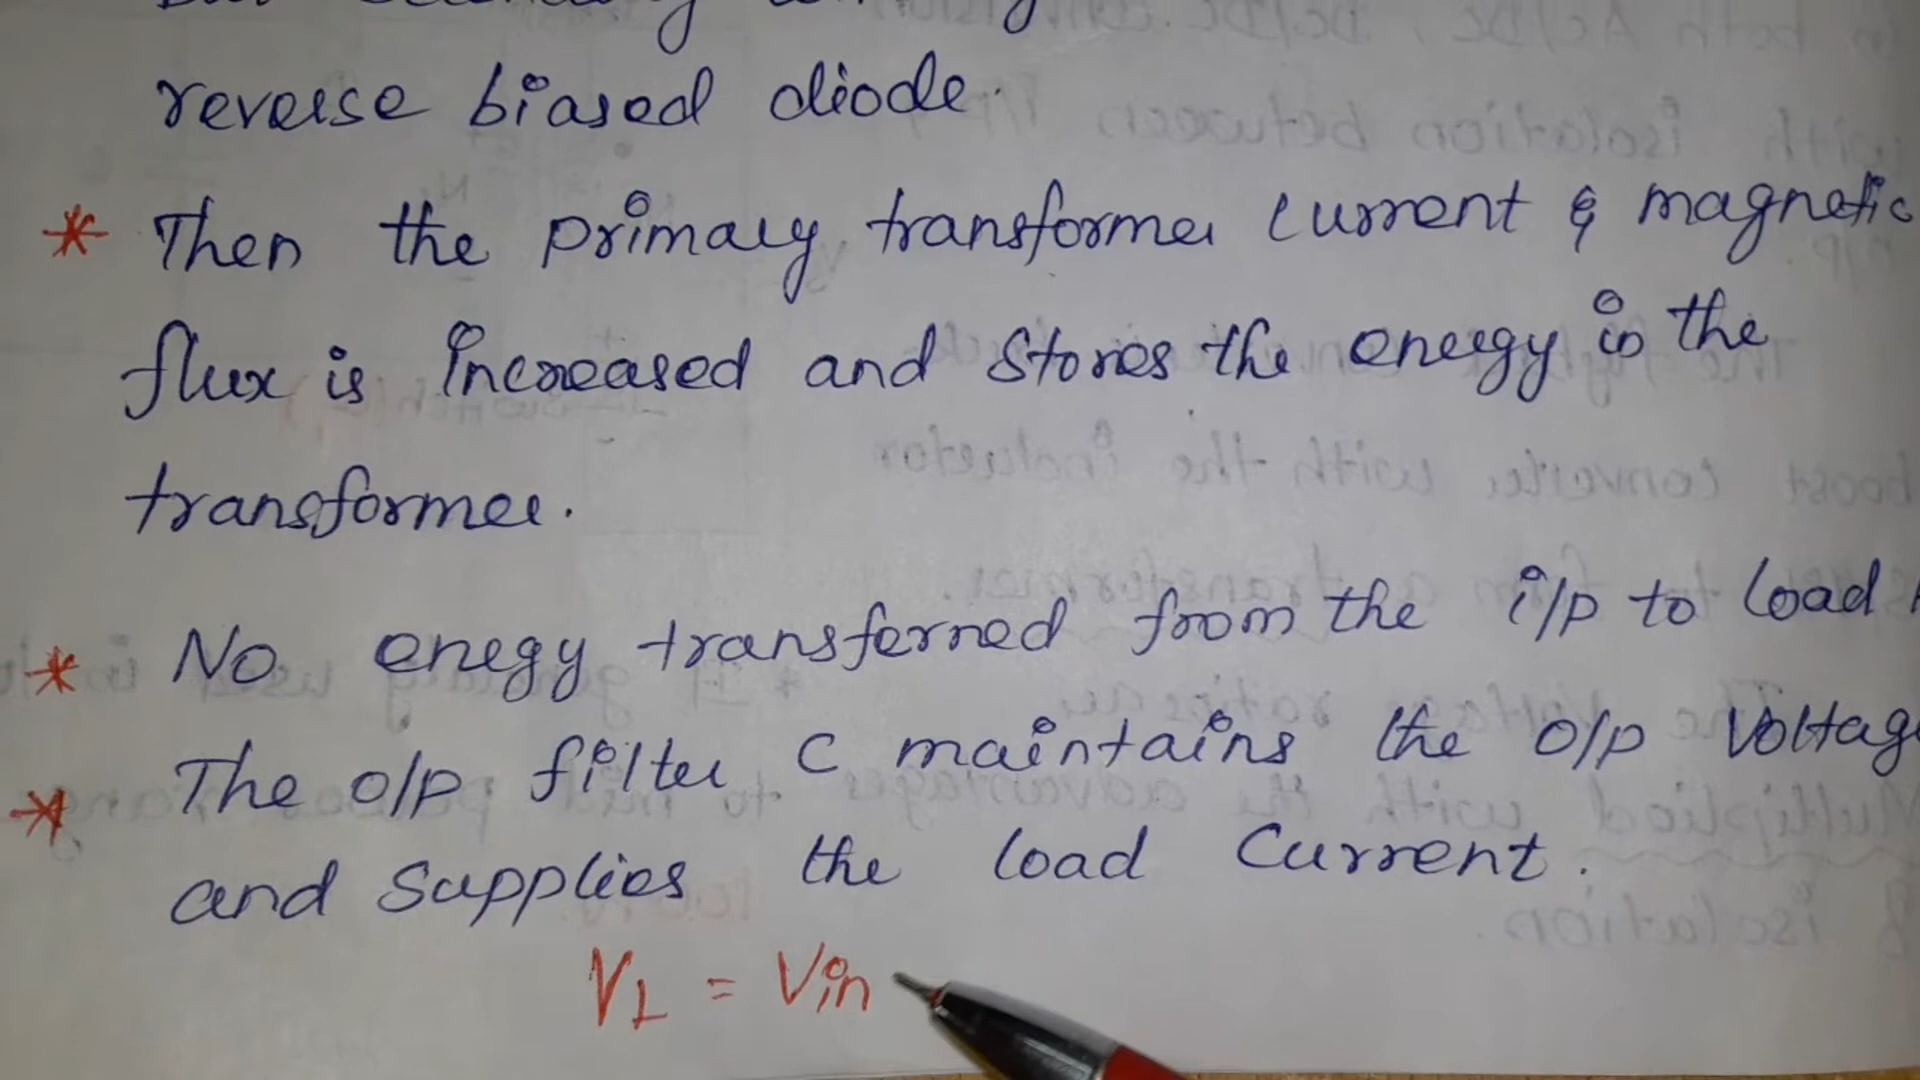 reverse biased diode.
* Then the primary transformer current & magnetic
flux is increased and stores the energy in the
transformer.
* No enegy transferred from the i/p to load
* The o/p filter C maintains the o/p voltage
and supplies the load current.
VL = Vin